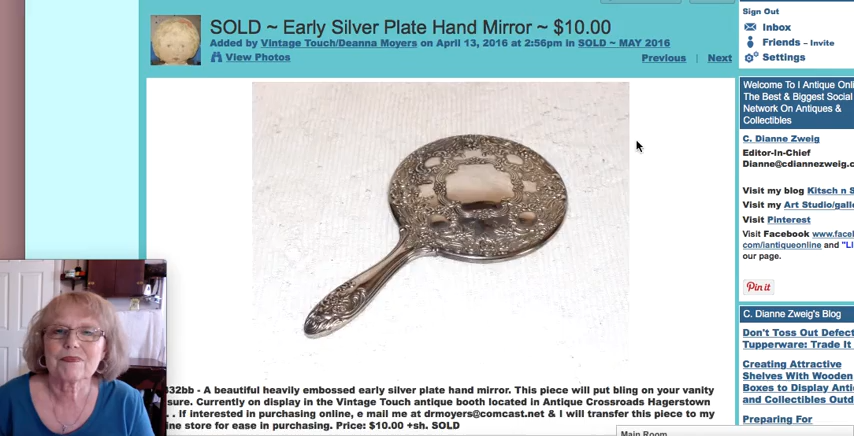 SOLD ~ Early Silver Plate Hand Mirror ~ $10.00
Added by Vintage Touch/Deanna Moyers on April 13, 2016 at 2:56pm in SOLD ~ MAY 2016
View Photos
Previous | Next
32bb - A beautiful heavily embossed early silver plate hand mirror. This piece will put bling on your vanity
sure. Currently on display in the Vintage Touch antique booth located in Antique Crossroads Hagerstown
. . If interested in purchasing online, e mail me at drmoyers@comcast.net & I will transfer this piece to my
ine store for ease in purchasing. Price: $10.00 +sh. SOLD
Sign Out
Inbox
Friends – Invite
Settings
Welcome To I Antique Onli
The Best & Biggest Social
Network On Antiques &
Collectibles
C. Dianne Zweig
Editor-In-Chief
Dianne@cdiannezweig.c
Visit my blog Kitsch n S
Visit my Art Studio/galle
Visit Pinterest
Visit Facebook www.face
com/iantiqueonline and "Li
our page.
Pin it
C. Dianne Zweig's Blog
Don't Toss Out Defect
Tupperware: Trade It
Creating Attractive
Shelves With Wooden
Boxes to Display Anti
and Collectibles Outd
Preparing For
Main Room